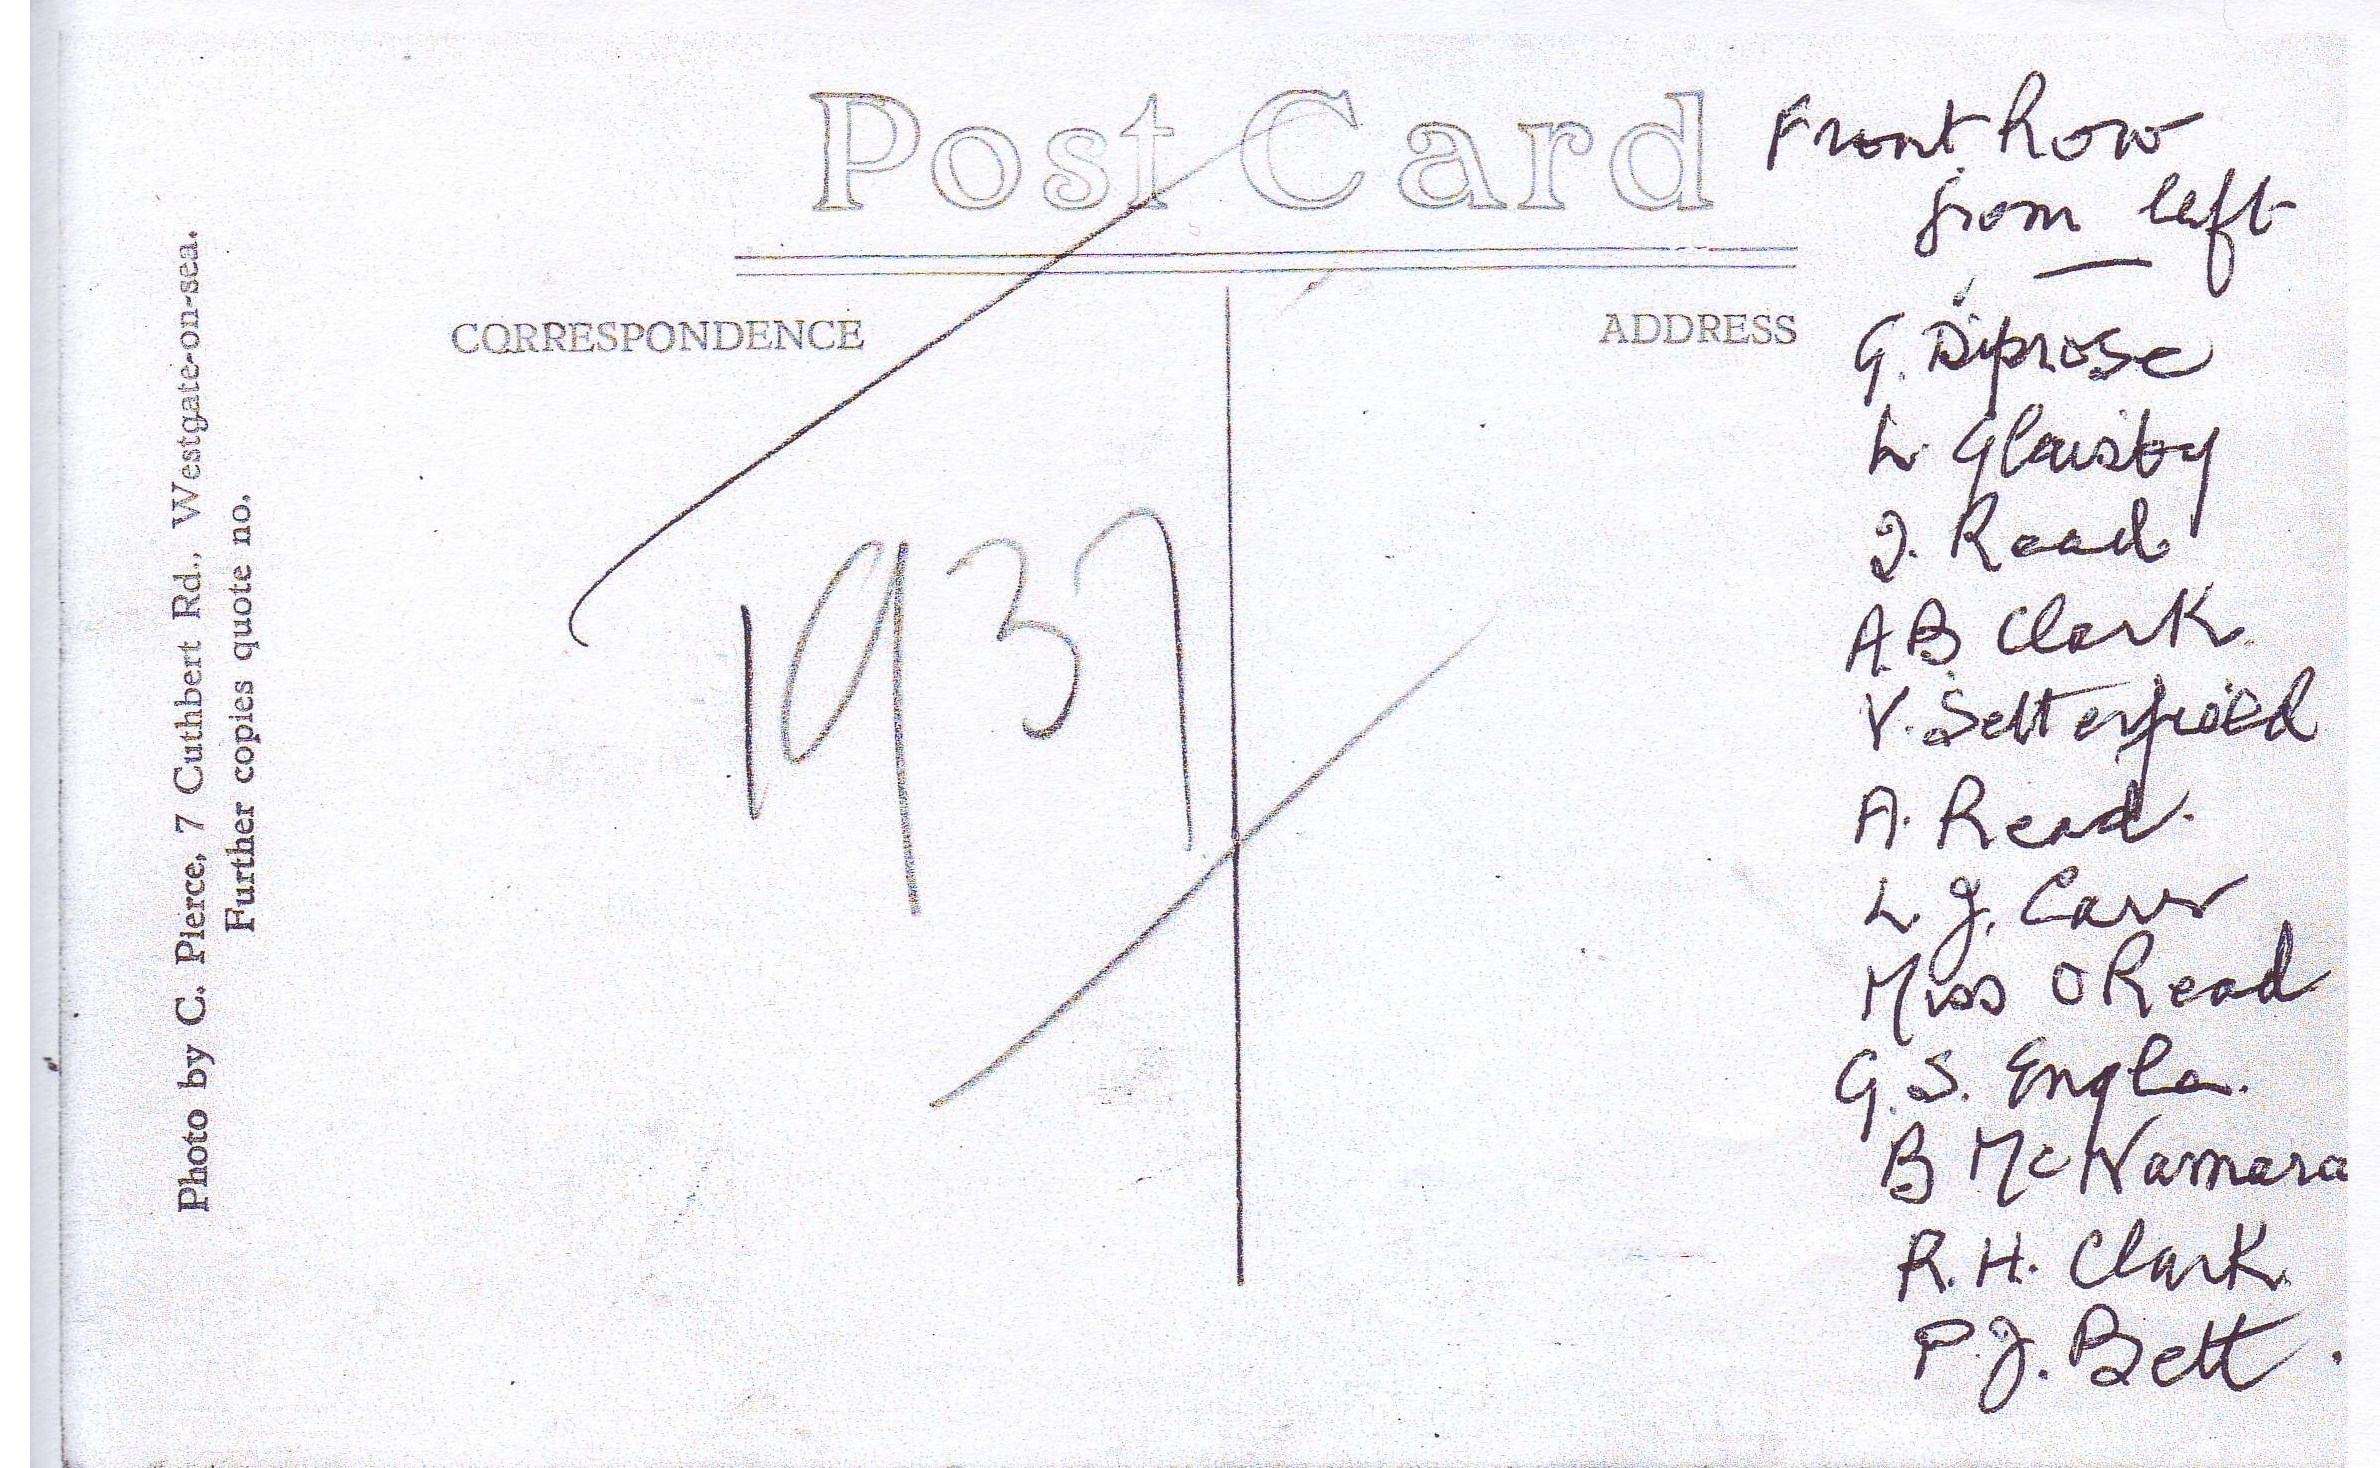 Post Card
CORRESPONDENCE
ADDRESS
Photo by C. Pierce, 7 Cuthbert Rd., Westgate-on-sea.
Further copies quote no.
1937
Front Row
from left
G. Diprose
L. Glaisby
J. Read
A.B. Clark.
V. Setterfield
A. Read.
L. J. Carr
Miss O Read
G. S. Engle.
B McNamara
R. H. Clark.
P. J. Bett.